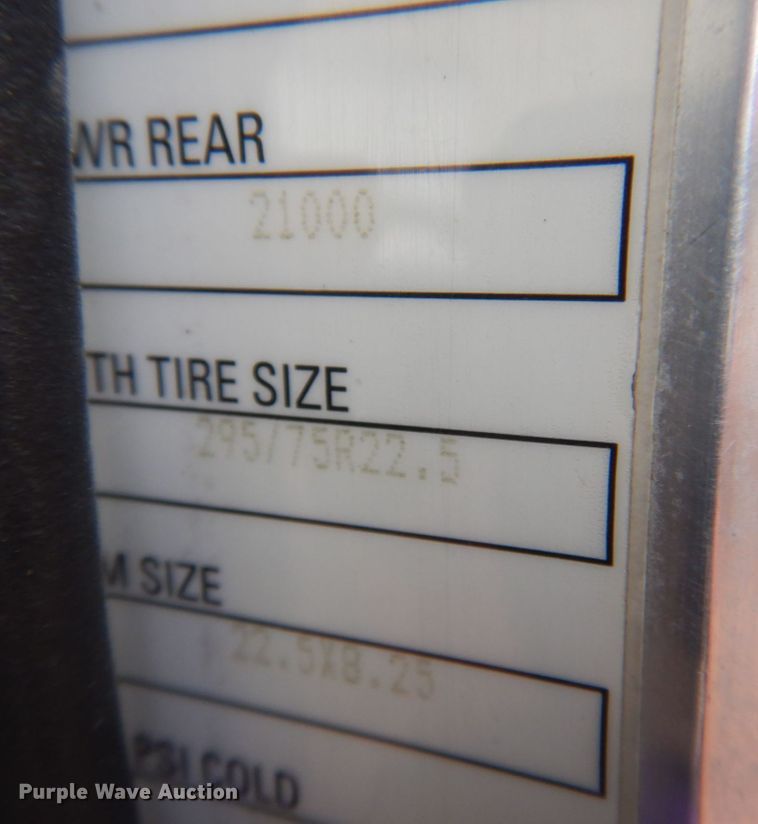 WR REAR
21000
TH TIRE SIZE
295/75R22.5
M SIZE
22.5X8.25
PSI COLD
Purple Wave Auction